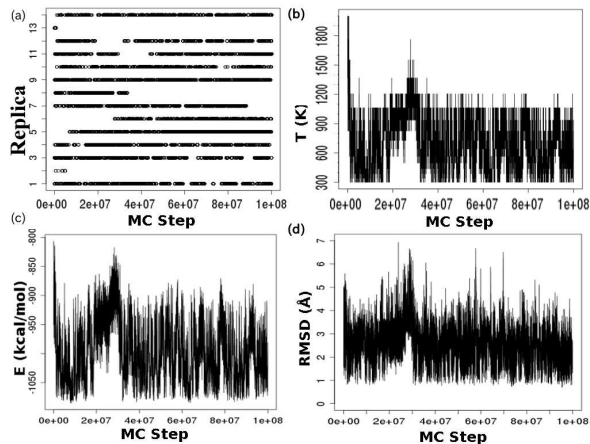 (a)
Replica
13
11
9
7
5
3
1
0e+00 2e+07 4e+07 6e+07 8e+07 1e+08
MC Step
(b)
T (K)
1800
1500
1200
900
600
300
0e+00 2e+07 4e+07 6e+07 8e+07 1e+08
MC Step
(c)
E (kcal/mol)
-800
-850
-900
-950
-1050
0e+00 2e+07 4e+07 6e+07 8e+07 1e+08
MC Step
(d)
RMSD (Å)
7
6
5
4
3
2
1
0
0e+00 2e+07 4e+07 6e+07 8e+07 1e+08
MC Step